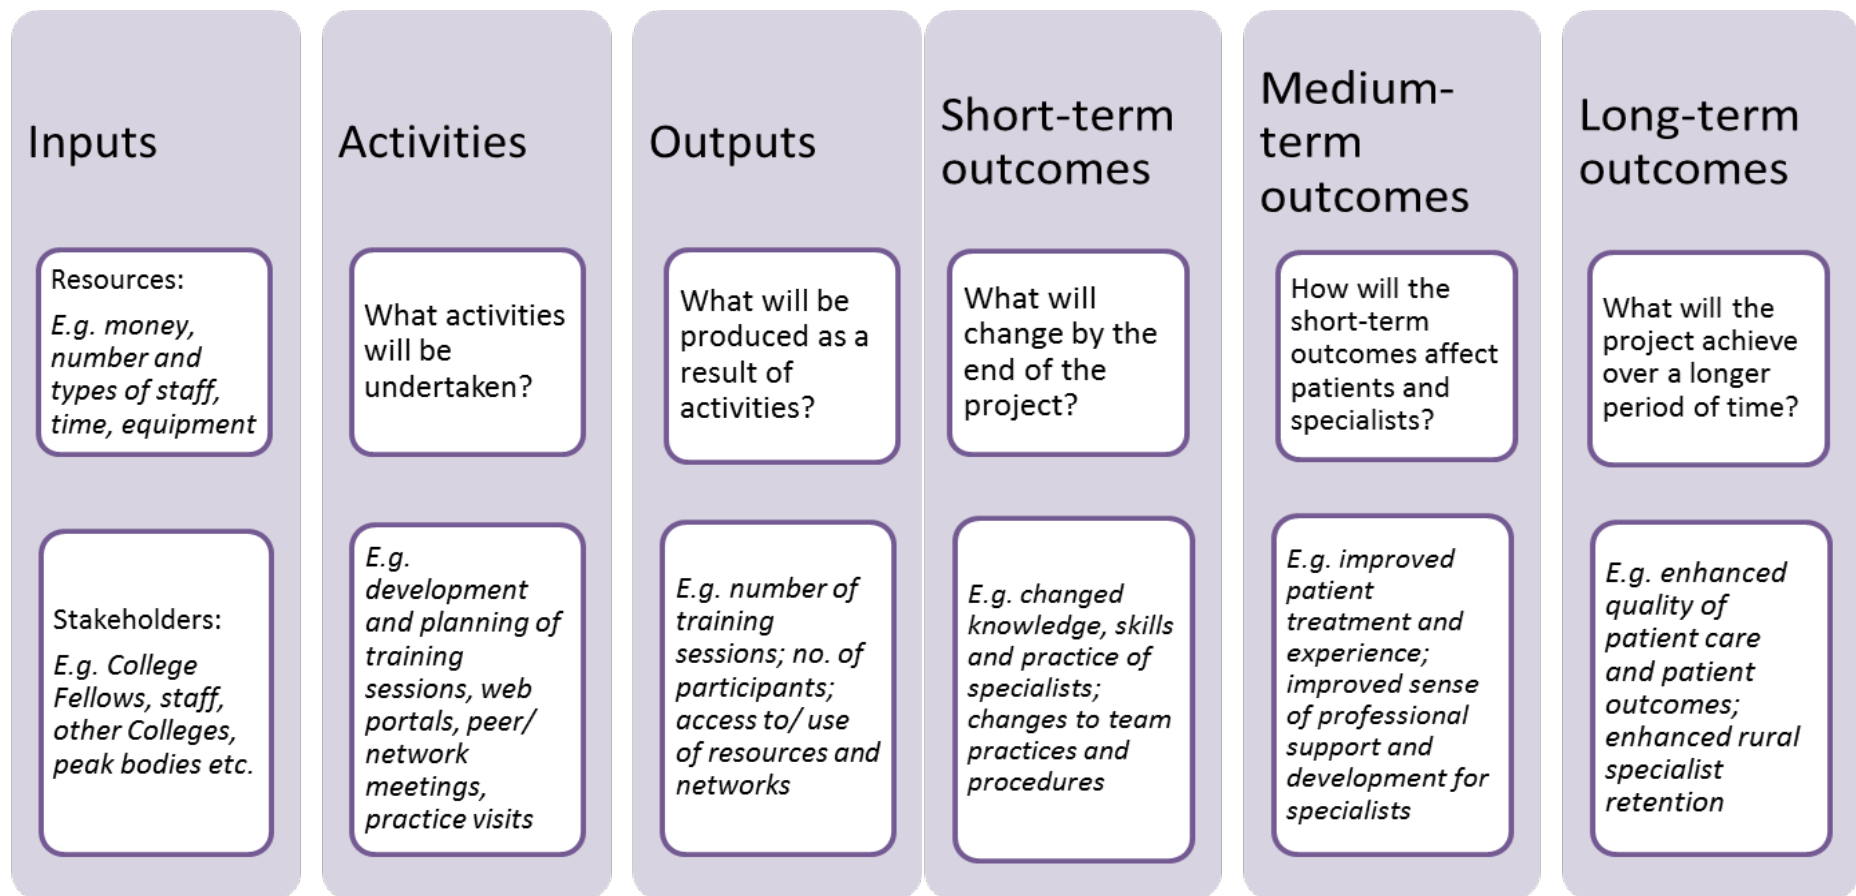 Inputs
Resources:
E.g. money,
number and
types of staff,
time, equipment
Stakeholders:
E.g. College
Fellows, staff,
other Colleges,
peak bodies etc.
Activities
What activities
will be
undertaken?
E.g.
development
and planning of
training
sessions, web
portals, peer/
network
meetings,
practice visits
Outputs
What will be
produced as a
result of
activities?
E.g. number of
training
sessions; no. of
participants;
access to/ use
of resources and
networks
Short-term
outcomes
What will
change by the
end of the
project?
E.g. changed
knowledge, skills
and practice of
specialists;
changes to team
practices and
procedures
Medium-
term
outcomes
How will the
short-term
outcomes affect
patients and
specialists?
E.g. improved
patient
treatment and
experience;
improved sense
of professional
support and
development for
specialists
Long-term
outcomes
What will the
project achieve
over a longer
period of time?
E.g. enhanced
quality of
patient care
and patient
outcomes;
enhanced rural
specialist
retention